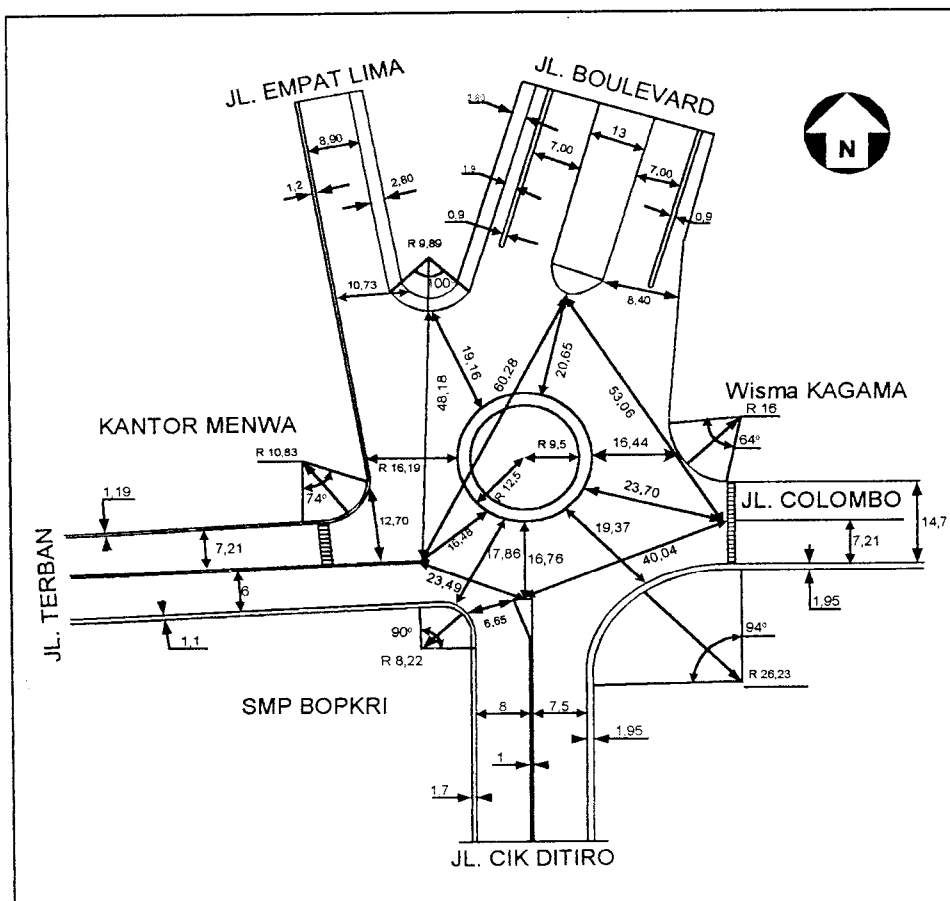 JL. EMPAT LIMA
JL. BOULEVARD
N
8,90
1,2
2,80
7,00
13
7,00
1,9
0,9
0,9
R 9,89
100°
10,73
8,40
19,16
48,18
60,28
20,65
53,06
Wisma KAGAMA
R 16
64°
KANTOR MENWA
R 10,83
74°
R 16,19
R 9,5
R 12,5
16,44
23,70
JL. COLOMBO
14,7
1,19
7,21
12,70
16,48
17,86
16,76
19,37
40,04
7,21
JL. TERBAN
6
23,49
6,65
1,95
1,1
90°
R 8,22
94°
R 26,23
SMP BOPKRI
8
7,5
1,95
1
1,7
JL. CIK DITIRO